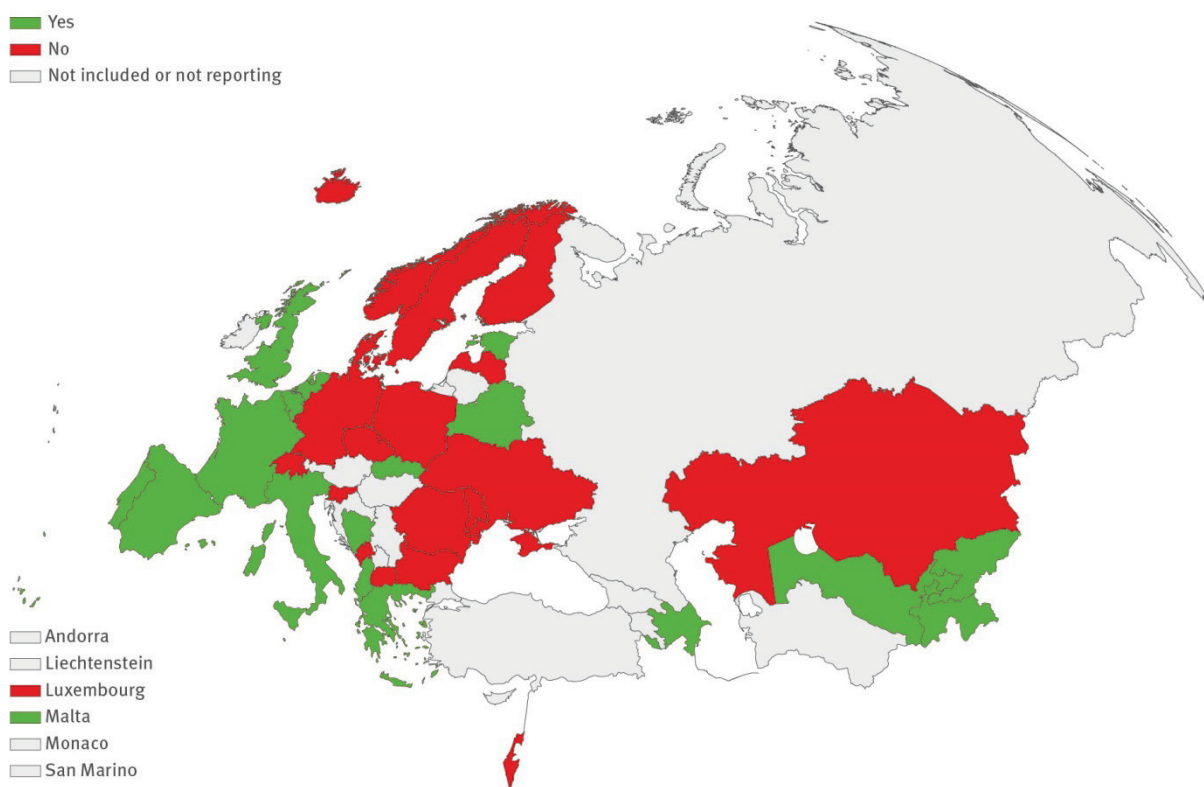 Yes
No
Not included or not reporting
Andorra
Liechtenstein
Luxembourg
Malta
Monaco
San Marino